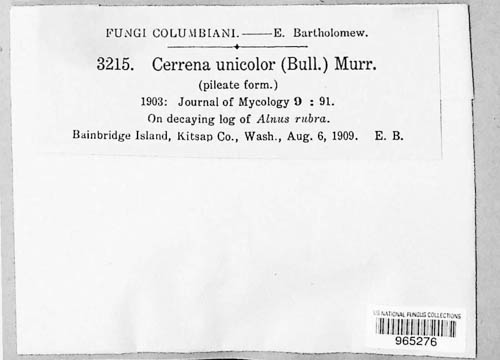 FUNGI COLUMBIANI.——E. Bartholomew.
3215. Cerrena unicolor (Bull.) Murr.
(pileate form.)
1903: Journal of Mycology 9 : 91.
On decaying log of Alnus rubra.
Bainbridge Island, Kitsap Co., Wash., Aug. 6, 1909. E. B.
US NATIONAL FUNGUS COLLECTIONS
965276